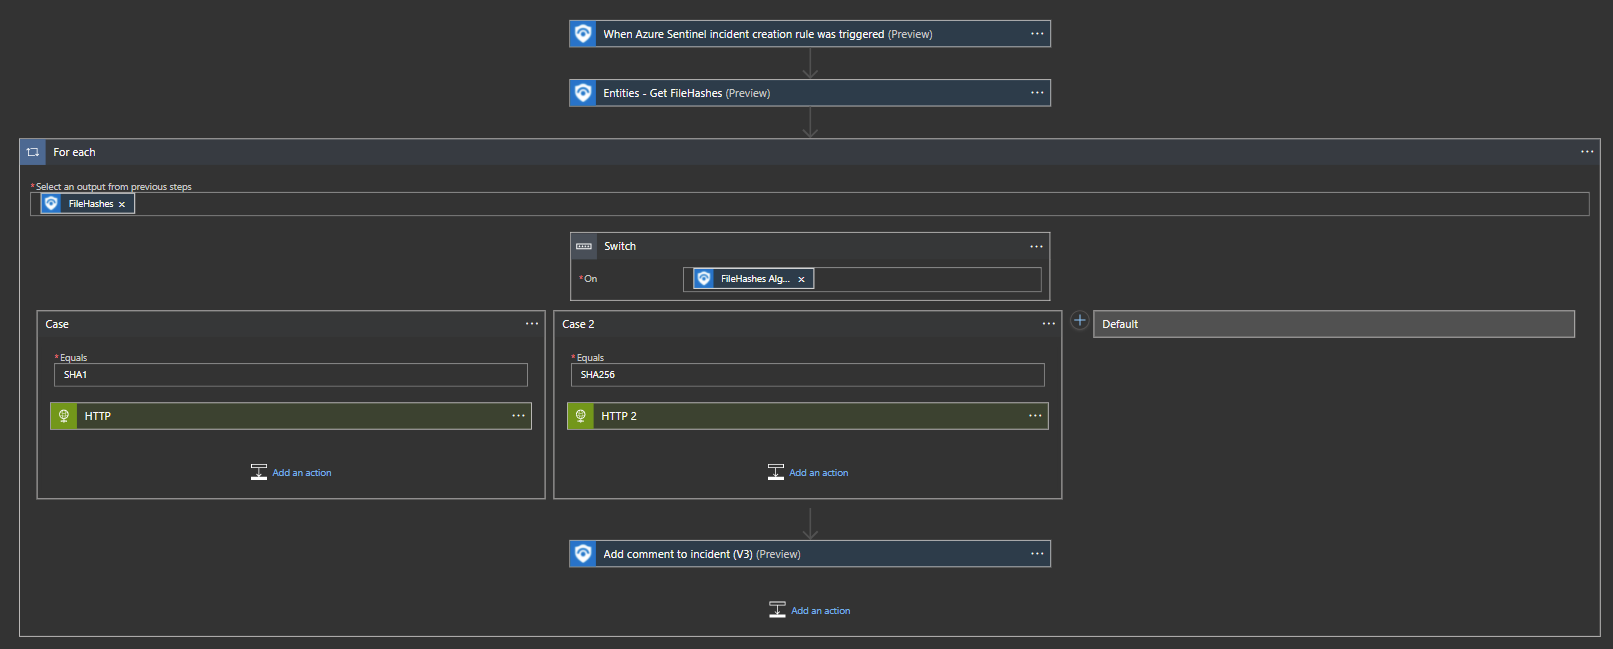 When Azure Sentinel incident creation rule was triggered (Preview)
Entities - Get FileHashes (Preview)
For each
*Select an output from previous steps
FileHashes
Switch
*On
FileHashes Alg...
Case
*Equals
SHA1
HTTP
Add an action
Case 2
*Equals
SHA256
HTTP 2
Add an action
Default
Add comment to incident (V3) (Preview)
Add an action